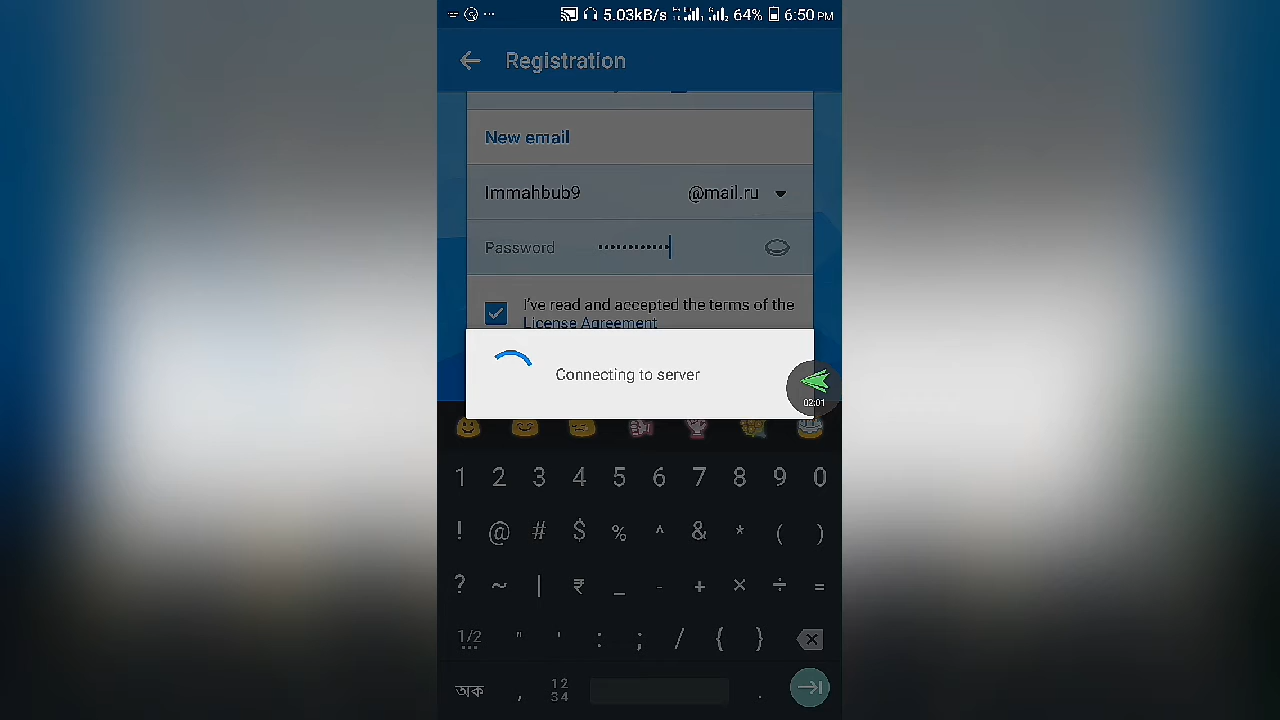 5.03kB/s 64% 6:50 PM
Registration
New email
Immahbub9 @mail.ru
Password ••••••••••••
I've read and accepted the terms of the
License Agreement
Connecting to server
02:01
1 2 3 4 5 6 7 8 9 0
! @ # $ % ^ & * ( )
? ~ | ₹ _ - + × ÷ =
1/2 " ' : ; / { }
অক , 12 34 .